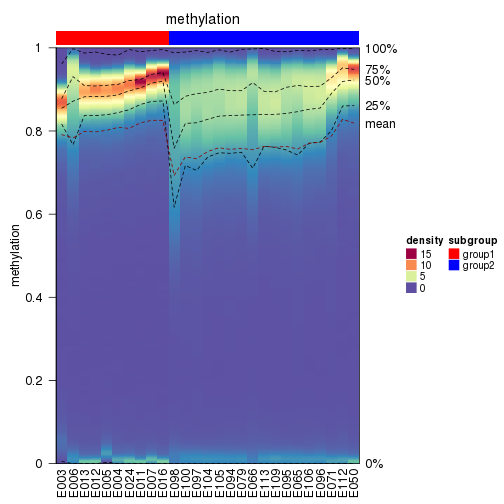 methylation
1
0.8
0.6
0.4
0.2
0
methylation
100%
75%
50%
25%
mean
0%
density
15
10
5
0
subgroup
group1
group2
E003
E006
E013
E012
E005
E004
E024
E011
E007
E016
E098
E100
E097
E104
E105
E094
E079
E066
E113
E109
E095
E065
E106
E096
E071
E112
E050